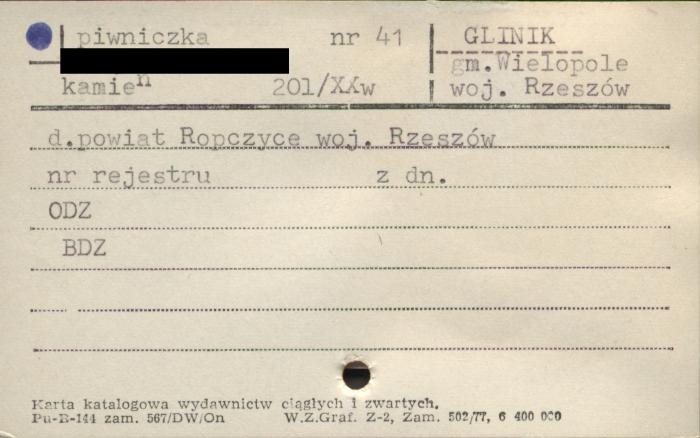 piwniczka nr 41 GLINIK
gm.Wielopole
kamień 201/XXw woj. Rzeszów
d.powiat Ropczyce woj. Rzeszów
nr rejestru z dn.
ODZ
BDZ
Karta katalogowa wydawnictw ciągłych i zwartych.
Pu-B-144 zam. 567/DW/On W.Z.Graf. Z-2, Zam. 502/77, 6 400 000